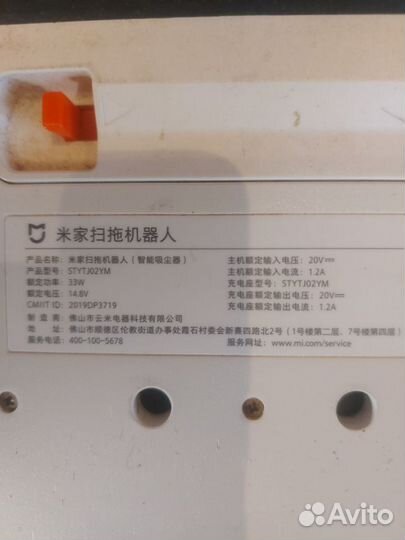 米家扫拖机器人
产品名称: 米家扫拖机器人 (智能吸尘器) 主机额定输入电压: 20V⎓
产品型号: STYTJ02YM 主机额定输入电流: 1.2A
额定功率: 33W 充电座型号: STYTJ02YM
额定电压: 14.8V 充电座额定输出电压: 20V⎓
CMIIT ID: 2019DP3719 充电座额定输出电流: 1.2A
制 造 商: 佛山市云米电器科技有限公司
地 址: 佛山市顺德区伦教街道办事处霞石村委会新熹四路北2号 (1号楼第二层、7号楼第四层)
服务电话: 400-100-5678 服务网址: www.mi.com/service
Avito